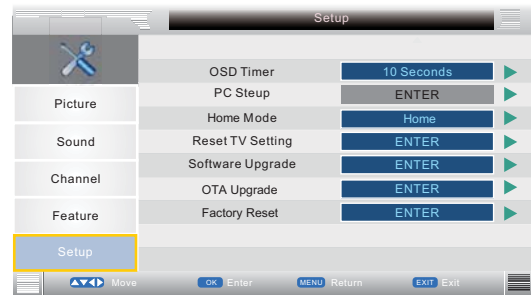 Setup
OSD Timer 10 Seconds
PC Steup ENTER
Home Mode Home
Reset TV Setting ENTER
Software Upgrade ENTER
OTA Upgrade ENTER
Factory Reset ENTER
Picture
Sound
Channel
Feature
Setup
Move OK Enter MENU Return EXIT Exit